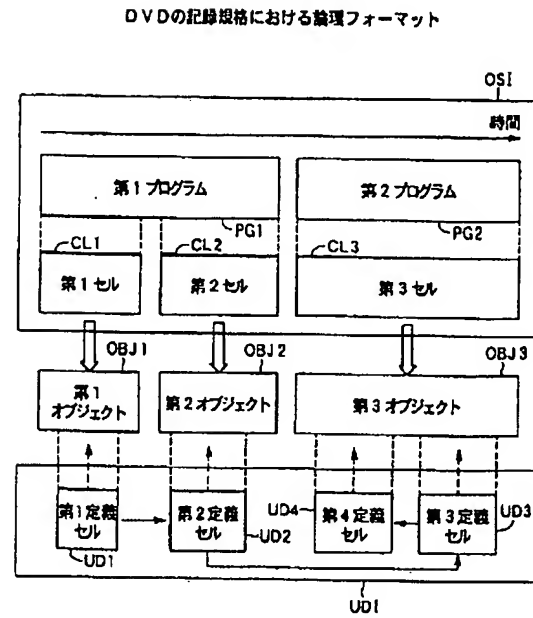 DVDの記録規格における論理フォーマット
OSI
時間
第1プログラム
第2プログラム
PG1
PG2
CL1
CL2
CL3
第1セル
第2セル
第3セル
OBJ1
OBJ2
OBJ3
第1
オブジェクト
第2オブジェクト
第3オブジェクト
第1定義
セル
第2定義
セル
UD4
第4定義
セル
第3定義
セル
UD3
UD1
UD2
UDI